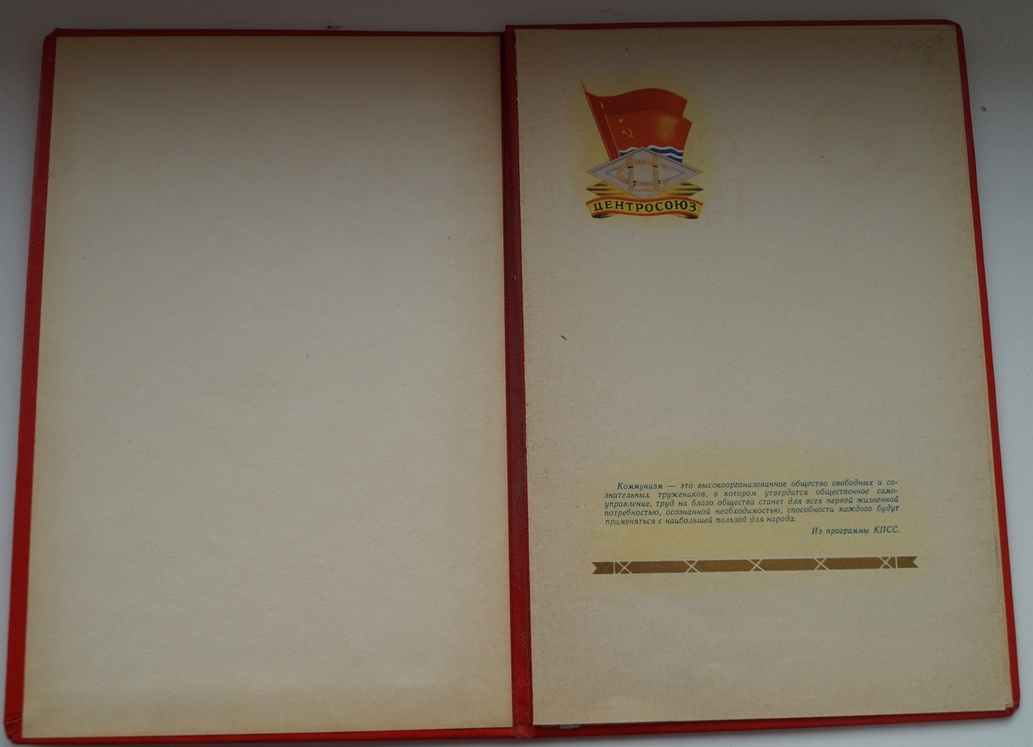 ЦЕНТРОСОЮЗ
Коммунизм — это высокоорганизованное общество свободных и со-
знательных тружеников, в котором утвердится общественное само-
управление, труд на благо общества станет для всех первой жизненной
потребностью, осознанной необходимостью, способности каждого будут
применяться с наибольшей пользой для народа.
Из программы КПСС.